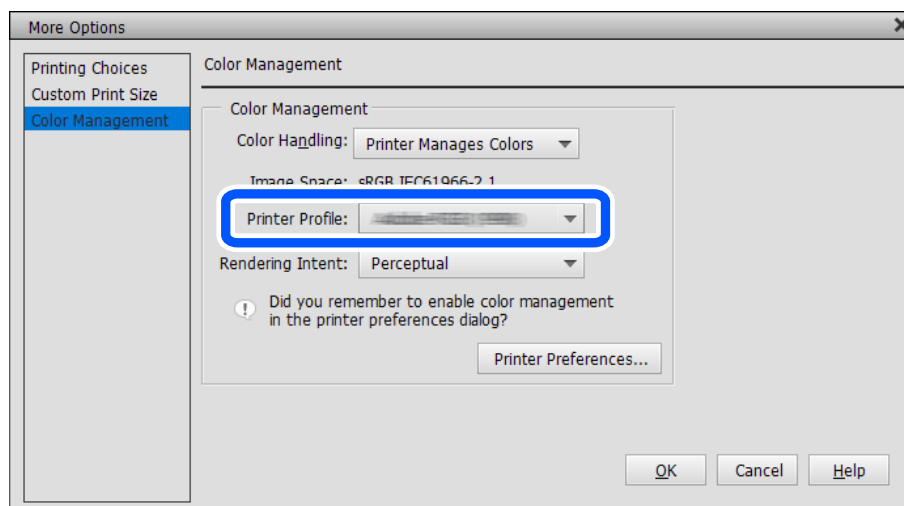 More Options
Printing Choices
Custom Print Size
Color Management
Color Management
Color Management
Color Handling: Printer Manages Colors
Image Space: sRGB IEC61966-2.1
Printer Profile:
Rendering Intent: Perceptual
Did you remember to enable color management
in the printer preferences dialog?
Printer Preferences...
OK Cancel Help